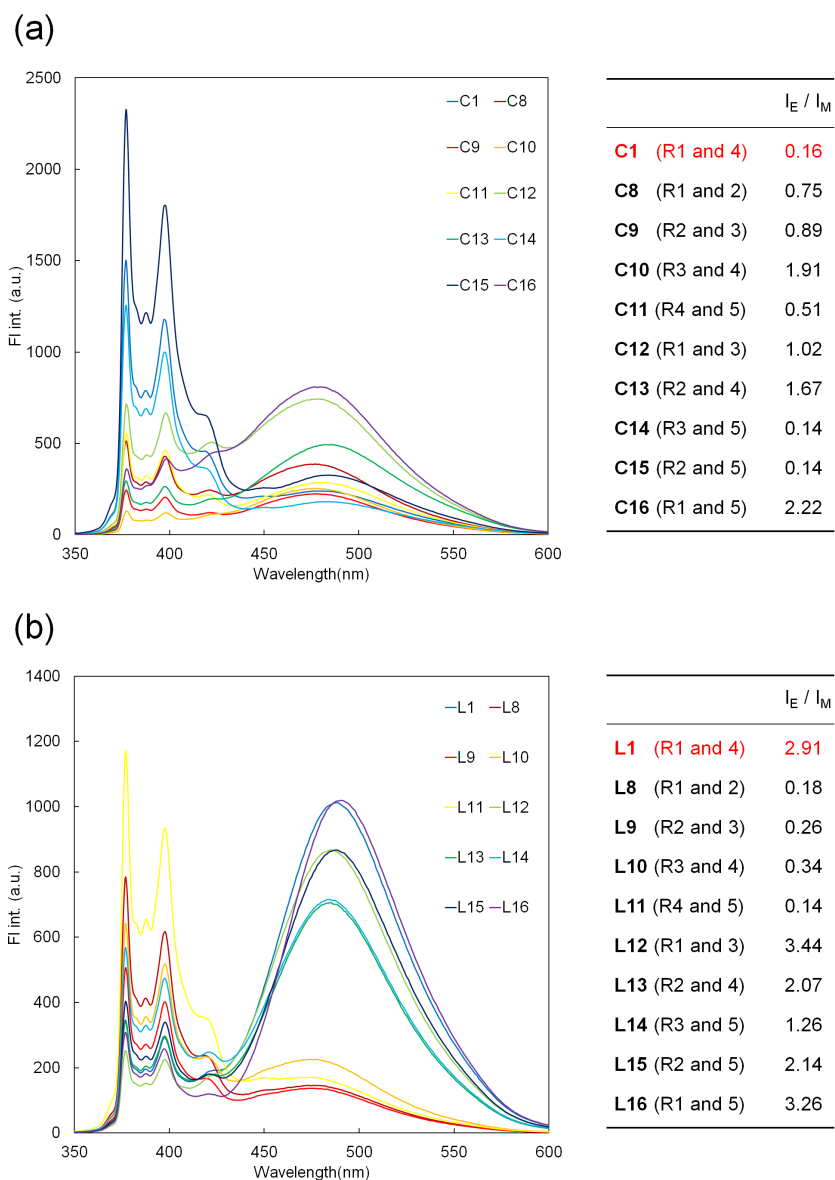 (a)
2500
2000
1500
1000
500
0
350 400 450 500 550 600
Wavelength(nm)
Fl int. (a.u.)
C1 C8
C9 C10
C11 C12
C13 C14
C15 C16
I_E / I_M
C1 (R1 and 4) 0.16
C8 (R1 and 2) 0.75
C9 (R2 and 3) 0.89
C10 (R3 and 4) 1.91
C11 (R4 and 5) 0.51
C12 (R1 and 3) 1.02
C13 (R2 and 4) 1.67
C14 (R3 and 5) 0.14
C15 (R2 and 5) 0.14
C16 (R1 and 5) 2.22
(b)
1400
1200
1000
800
600
400
200
0
350 400 450 500 550 600
Wavelength(nm)
Fl int. (a.u.)
L1 L8
L9 L10
L11 L12
L13 L14
L15 L16
I_E / I_M
L1 (R1 and 4) 2.91
L8 (R1 and 2) 0.18
L9 (R2 and 3) 0.26
L10 (R3 and 4) 0.34
L11 (R4 and 5) 0.14
L12 (R1 and 3) 3.44
L13 (R2 and 4) 2.07
L14 (R3 and 5) 1.26
L15 (R2 and 5) 2.14
L16 (R1 and 5) 3.26